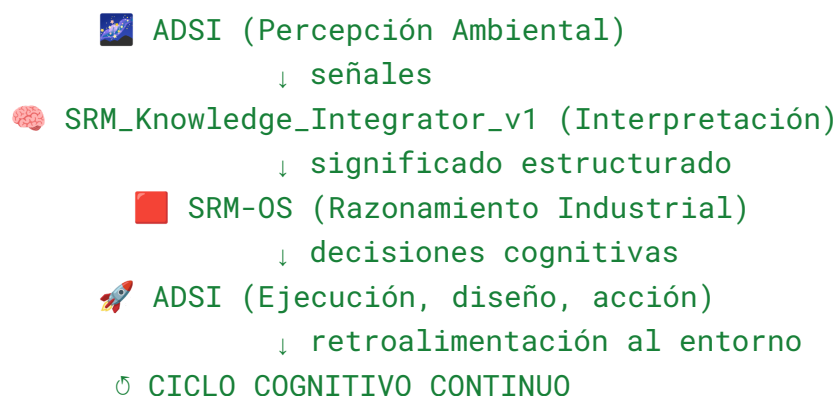 🌌 ADSI (Percepción Ambiental)
↓ señales
🧠 SRM_Knowledge_Integrator_v1 (Interpretación)
↓ significado estructurado
🟥 SRM-OS (Razonamiento Industrial)
↓ decisiones cognitivas
🚀 ADSI (Ejecución, diseño, acción)
↓ retroalimentación al entorno
↺ CICLO COGNITIVO CONTINUO